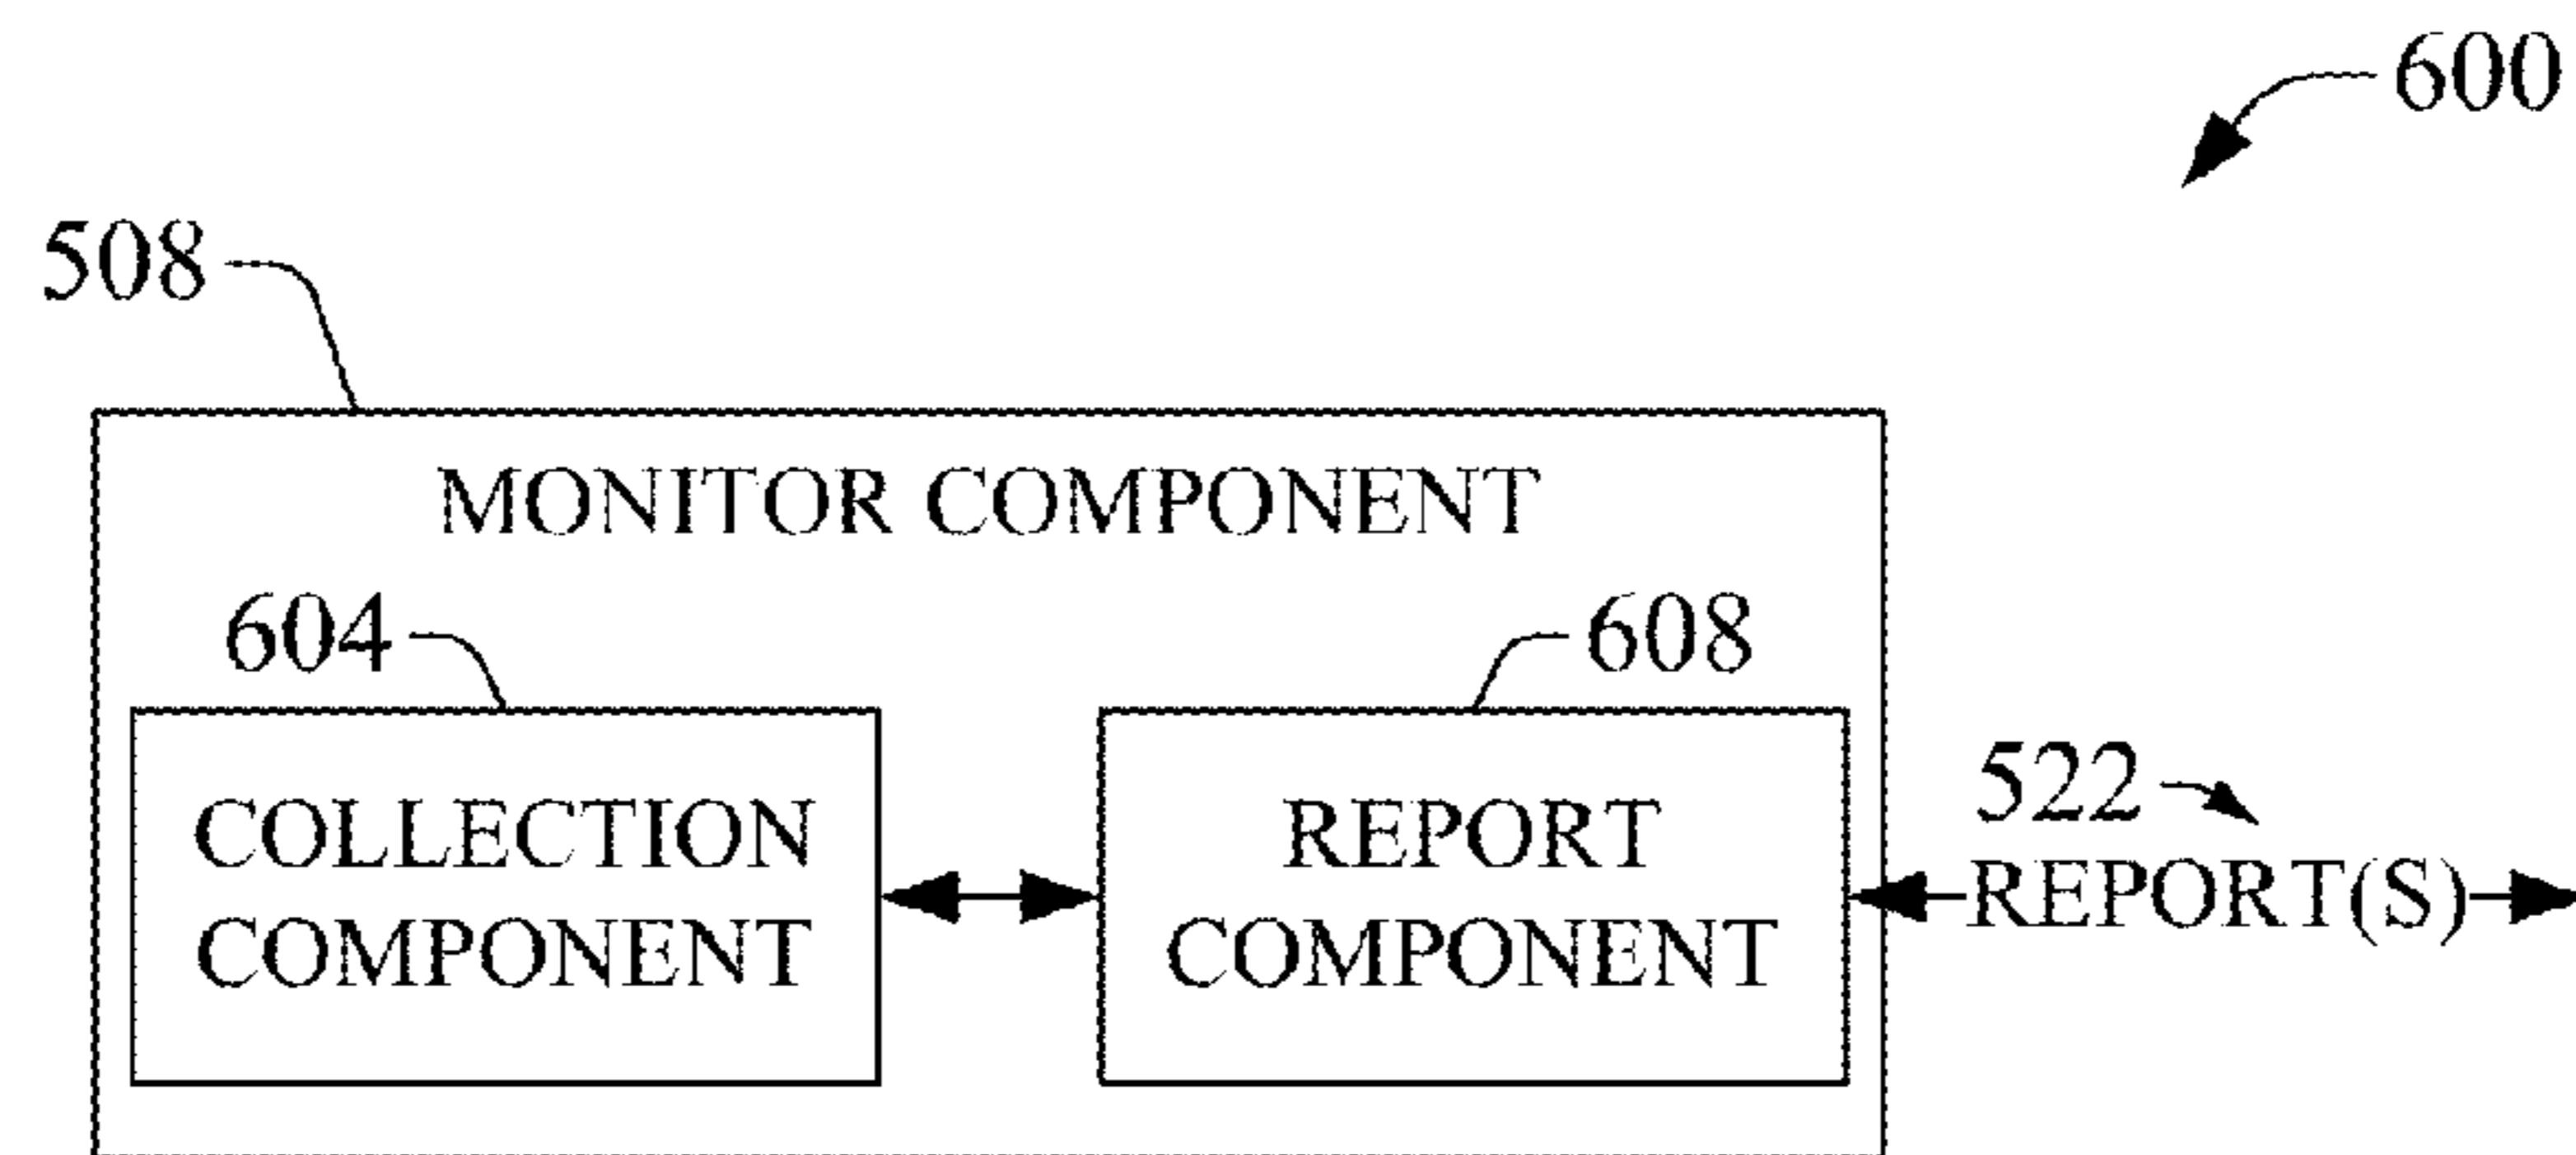 600
508
MONITOR COMPONENT
604
608
COLLECTION
COMPONENT
REPORT
COMPONENT
522
REPORT(S)